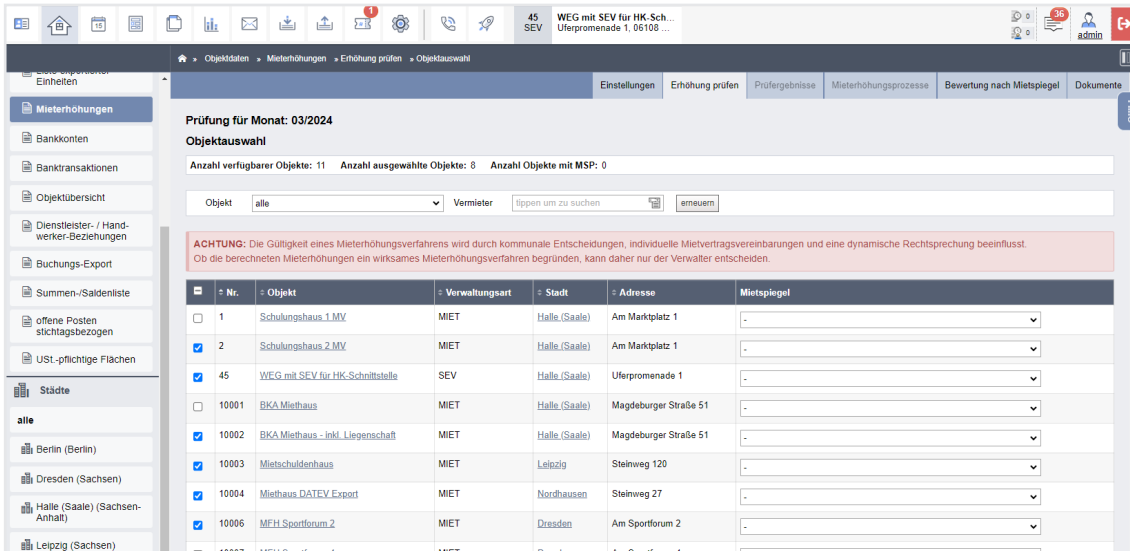 15
1
45
SEV
WEG mit SEV für HK-Sch...
Uferpromenade 1, 06108 ...
0
0
36
admin
» Objektdaten » Mieterhöhungen » Erhöhung prüfen » Objektauswahl
Einheiten
Mieterhöhungen
Bankkonten
Banktransaktionen
Objektübersicht
Dienstleister- / Hand-
werker-Beziehungen
Buchungs-Export
Summen-/Saldenliste
offene Posten
stichtagsbezogen
USt.-pflichtige Flächen
Städte
alle
Berlin (Berlin)
Dresden (Sachsen)
Halle (Saale) (Sachsen-
Anhalt)
Leipzig (Sachsen)
Einstellungen Erhöhung prüfen Prüfergebnisse Mieterhöhungsprozesse Bewertung nach Mietspiegel Dokumente
Prüfung für Monat: 03/2024
Objektauswahl
Anzahl verfügbarer Objekte: 11 Anzahl ausgewählte Objekte: 8 Anzahl Objekte mit MSP: 0
Objekt alle Vermieter tippen um zu suchen erneuern
ACHTUNG: Die Gültigkeit eines Mieterhöhungsverfahrens wird durch kommunale Entscheidungen, individuelle Mietvertragsvereinbarungen und eine dynamische Rechtsprechung beeinflusst.
Ob die berechneten Mieterhöhungen ein wirksames Mieterhöhungsverfahren begründen, kann daher nur der Verwalter entscheiden.
Nr. Objekt Verwaltungsart Stadt Adresse Mietspiegel
1 Schulungshaus 1 MV MIET Halle (Saale) Am Marktplatz 1 -
2 Schulungshaus 2 MV MIET Halle (Saale) Am Marktplatz 1 -
45 WEG mit SEV für HK-Schnittstelle SEV Halle (Saale) Uferpromenade 1 -
10001 BKA Miethaus MIET Halle (Saale) Magdeburger Straße 51 -
10002 BKA Miethaus - inkl. Liegenschaft MIET Halle (Saale) Magdeburger Straße 51 -
10003 Mietschuldenhaus MIET Leipzig Steinweg 120 -
10004 Miethaus DATEV Export MIET Nordhausen Steinweg 27 -
10006 MFH Sportforum 2 MIET Dresden Am Sportforum 2 -